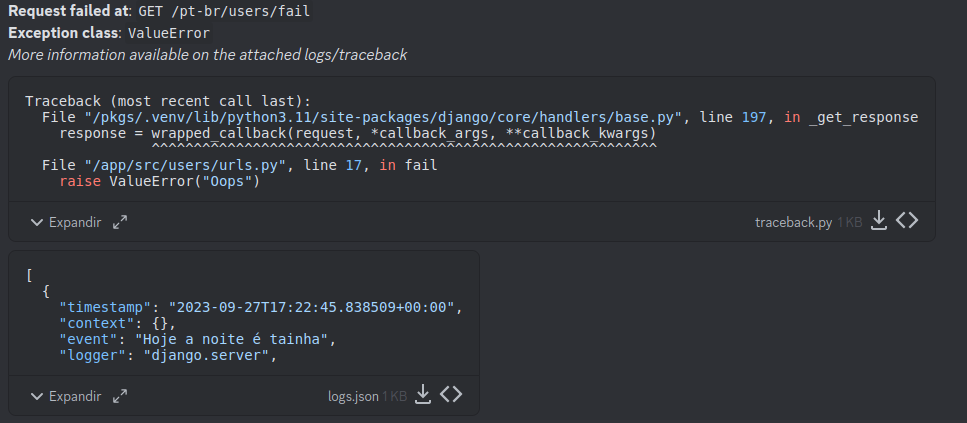 Request failed at: GET /pt-br/users/fail
Exception class: ValueError
More information available on the attached logs/traceback
Traceback (most recent call last):
  File "/pkgs/.venv/lib/python3.11/site-packages/django/core/handlers/base.py", line 197, in _get_response
    response = wrapped_callback(request, *callback_args, **callback_kwargs)
               ^^^^^^^^^^^^^^^^^^^^^^^^^^^^^^^^^^^^^^^^^^^^^^^^^^^^^^^^^^^^
  File "/app/src/users/urls.py", line 17, in fail
    raise ValueError("Oops")
Expandir traceback.py 1 KB
[
  {
    "timestamp": "2023-09-27T17:22:45.838509+00:00",
    "context": {},
    "event": "Hoje a noite é tainha",
    "logger": "django.server",
Expandir logs.json 1 KB